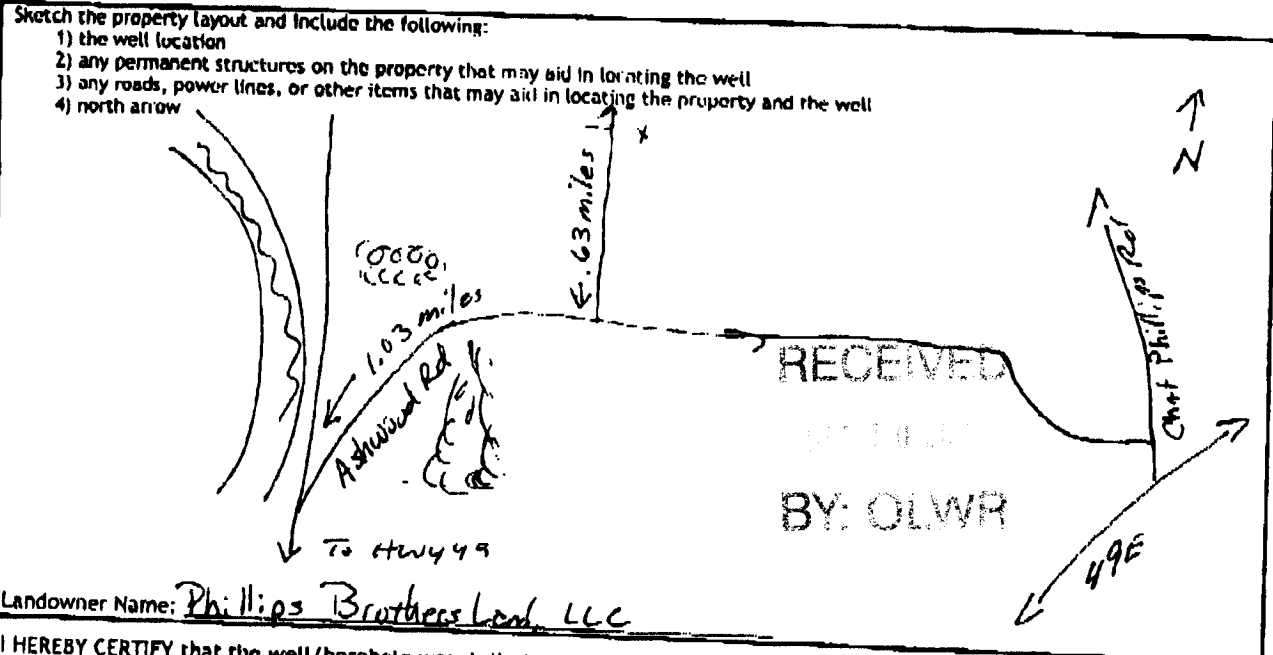 Sketch the property layout and include the following:
1) the well location
2) any permanent structures on the property that may aid in locating the well
3) any roads, power lines, or other items that may aid in locating the property and the well
4) north arrow
x
N
.63 miles
1.03 miles
Ashwood Rd
Phillips Rd
RECEIVED
BY: OLWR
To HWY 49
49E
Landowner Name: Phillips Brothers Land, LLC
I HEREBY CERTIFY that the well/borehole was